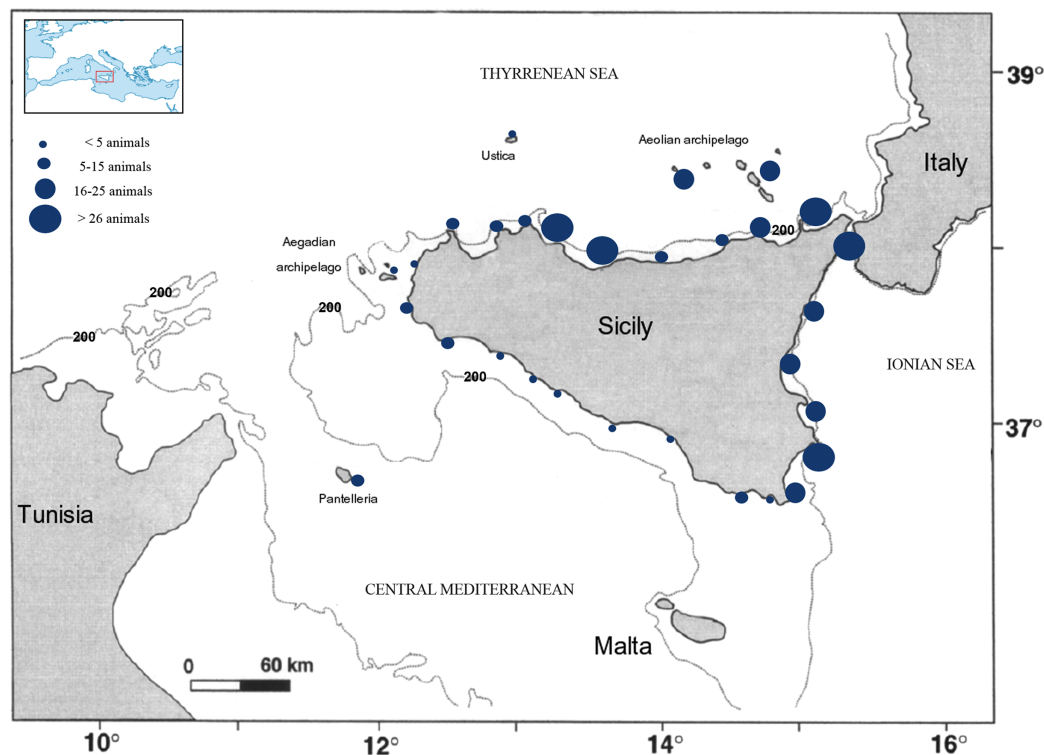 THYRRENEAN SEA
39°
< 5 animals
5-15 animals
16-25 animals
> 26 animals
Ustica
Aeolian archipelago
Italy
200
Aegadian
archipelago
200
200
200
Sicily
IONIAN SEA
200
37°
Pantelleria
Tunisia
CENTRAL MEDITERRANEAN
Malta
0 60 km
10° 12° 14° 16°